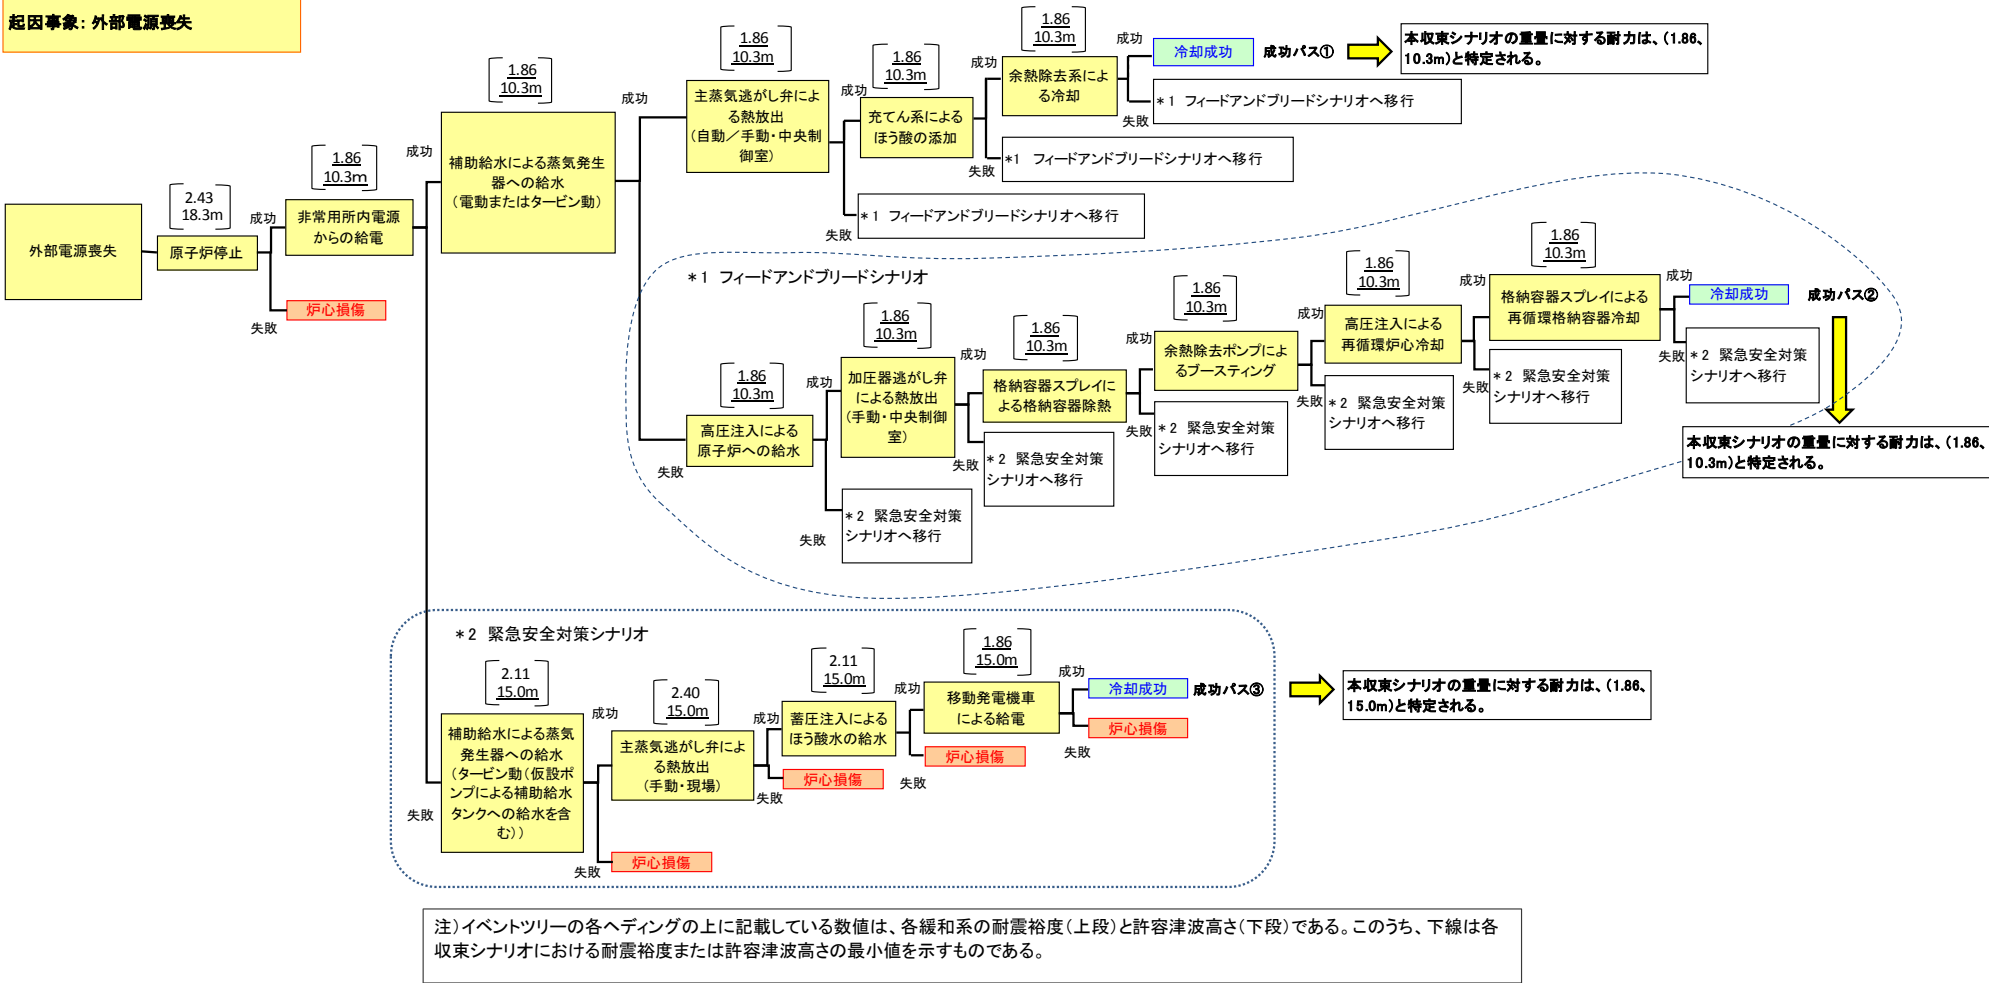 起因事象：外部電源喪失
外部電源喪失
2.43
18.3m
原子炉停止
成功
失敗
炉心損傷
1.86
10.3m
非常用所内電源
からの給電
成功
失敗
1.86
10.3m
補助給水による蒸気発生
器への給水
（電動またはタービン動）
成功
失敗
1.86
10.3m
主蒸気逃がし弁によ
る熱放出
（自動／手動・中央制
御室）
成功
失敗
＊1 フィードアンドブリードシナリオへ移行
1.86
10.3m
充てん系による
ほう酸の添加
成功
失敗
＊1 フィードアンドブリードシナリオへ移行
1.86
10.3m
余熱除去系によ
る冷却
成功
失敗
＊1 フィードアンドブリードシナリオへ移行
冷却成功
成功パス①
本収束シナリオの重畳に対する耐力は、（1.86、
10.3m）と特定される。
＊1 フィードアンドブリードシナリオ
1.86
10.3m
高圧注入による
原子炉への給水
成功
失敗
＊2 緊急安全対策
シナリオへ移行
1.86
10.3m
加圧器逃がし弁
による熱放出
（手動・中央制御
室）
成功
失敗
＊2 緊急安全対策
シナリオへ移行
1.86
10.3m
格納容器スプレイに
よる格納容器除熱
成功
失敗
＊2 緊急安全対策
シナリオへ移行
1.86
10.3m
余熱除去ポンプによ
るブースティング
成功
失敗
＊2 緊急安全対策
シナリオへ移行
1.86
10.3m
高圧注入による
再循環炉心冷却
成功
失敗
＊2 緊急安全対策
シナリオへ移行
1.86
10.3m
格納容器スプレイによる
再循環格納容器冷却
成功
失敗
＊2 緊急安全対策
シナリオへ移行
冷却成功
成功パス②
本収束シナリオの重畳に対する耐力は、（1.86、
10.3m）と特定される。
＊2 緊急安全対策シナリオ
2.11
15.0m
補助給水による蒸気
発生器への給水
（タービン動（仮設ポ
ンプによる補助給水
タンクへの給水を含
む））
成功
失敗
炉心損傷
2.40
15.0m
主蒸気逃がし弁によ
る熱放出
（手動・現場）
成功
失敗
炉心損傷
2.11
15.0m
蓄圧注入による
ほう酸水の給水
成功
失敗
炉心損傷
1.86
15.0m
移動発電機車
による給電
成功
失敗
炉心損傷
冷却成功
成功パス③
本収束シナリオの重畳に対する耐力は、（1.86、
15.0m）と特定される。
注）イベントツリーの各ヘディングの上に記載している数値は、各緩和系の耐震裕度（上段）と許容津波高さ（下段）である。このうち、下線は各
収束シナリオにおける耐震裕度または許容津波高さの最小値を示すものである。